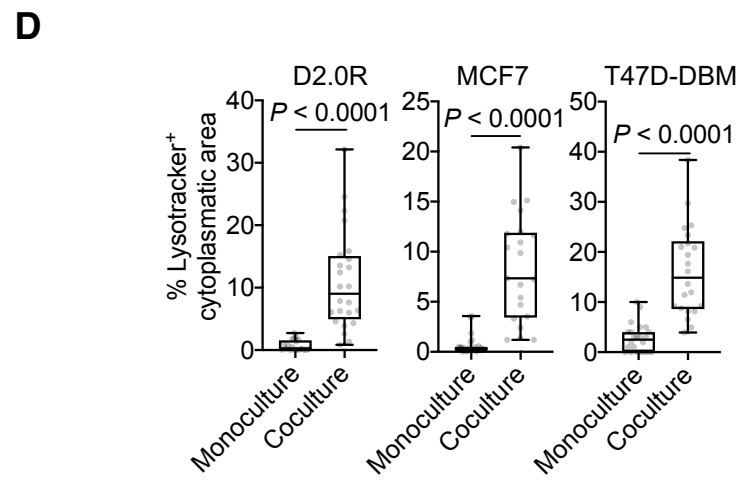 D
D2.0R
MCF7
T47D-DBM
% Lysotracker+
cytoplasmatic area
40
30
20
10
0
P < 0.0001
Monoculture
Coculture
25
20
15
10
5
0
P < 0.0001
Monoculture
Coculture
50
40
30
20
10
0
P < 0.0001
Monoculture
Coculture